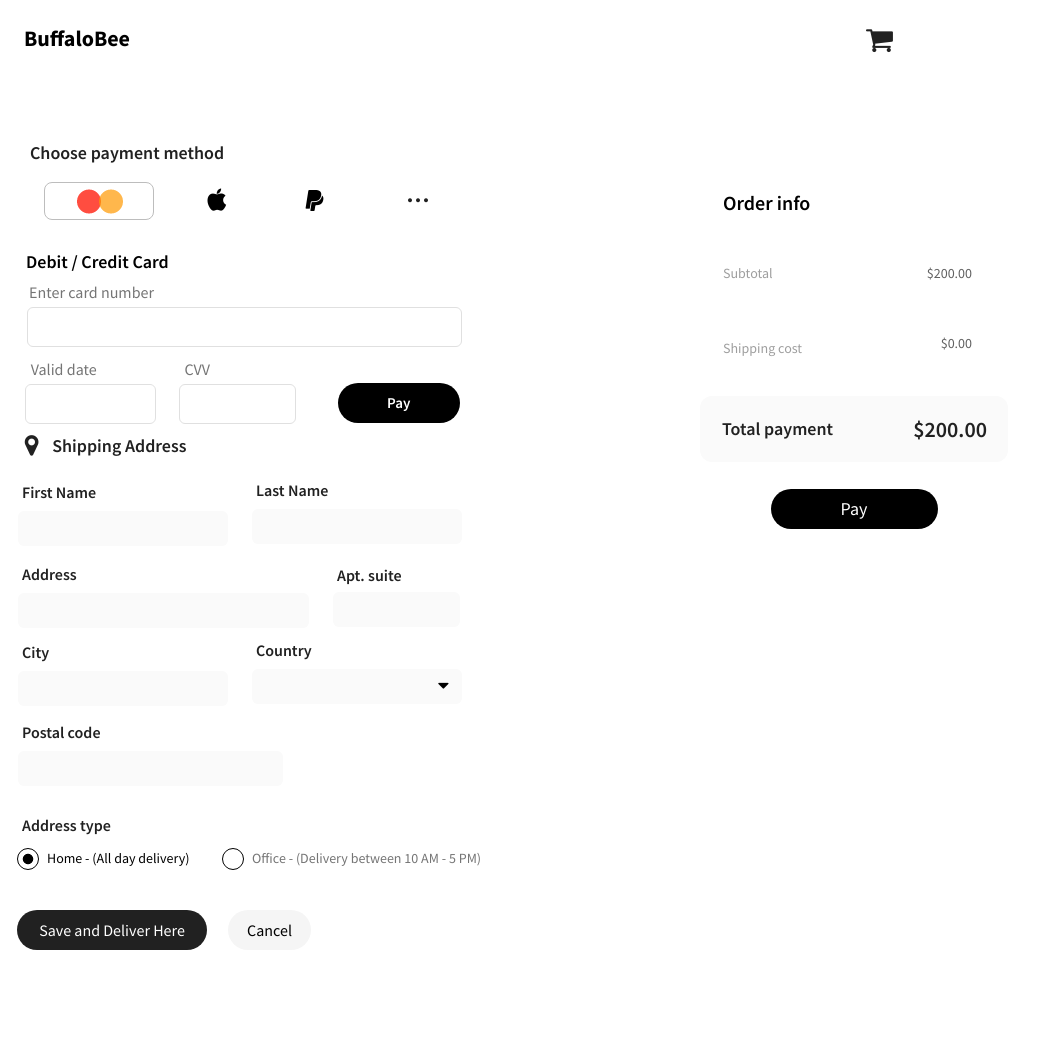 BuffaloBee
Choose payment method
Debit / Credit Card
Enter card number
Valid date
CVV
Pay
Shipping Address
First Name
Last Name
Address
Apt. suite
City
Country
Postal code
Address type
Home - (All day delivery)
Office - (Delivery between 10 AM - 5 PM)
Save and Deliver Here
Cancel
Order info
Subtotal $200.00
Shipping cost $0.00
Total payment $200.00
Pay